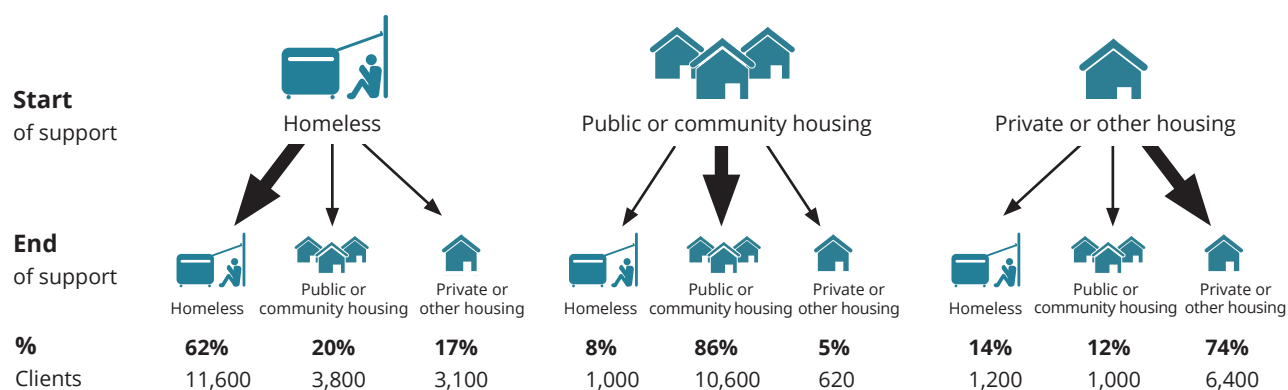 Start
of support
Homeless
Public or community housing
Private or other housing
End
of support
Homeless
Public or
community housing
Private or
other housing
Homeless
Public or
community housing
Private or
other housing
Homeless
Public or
community housing
Private or
other housing
% 62% 20% 17% 8% 86% 5% 14% 12% 74%
Clients 11,600 3,800 3,100 1,000 10,600 620 1,200 1,000 6,400